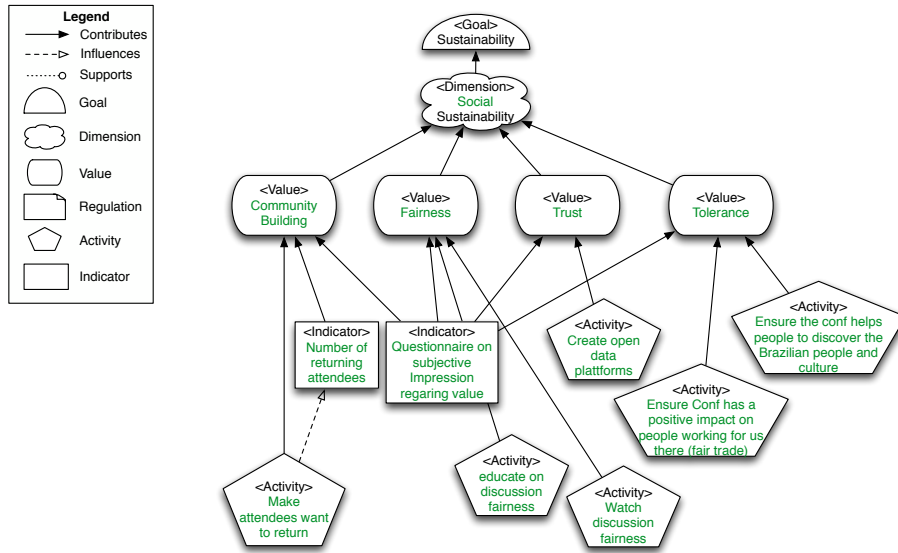 Legend
Contributes
Influences
Supports
Goal
Dimension
Value
Regulation
Activity
Indicator
<Goal>
Sustainability
<Dimension>
Social
Sustainability
<Value>
Community
Building
<Value>
Fairness
<Value>
Trust
<Value>
Tolerance
<Indicator>
Number of
returning
attendees
<Indicator>
Questionnaire on
subjective
Impression
regaring value
<Activity>
Create open
data
plattforms
<Activity>
Ensure the conf helps
people to discover the
Brazilian people and
culture
<Activity>
Ensure Conf has a
positive impact on
people working for us
there (fair trade)
<Activity>
Make
attendees want
to return
<Activity>
educate on
discussion
fairness
<Activity>
Watch
discussion
fairness